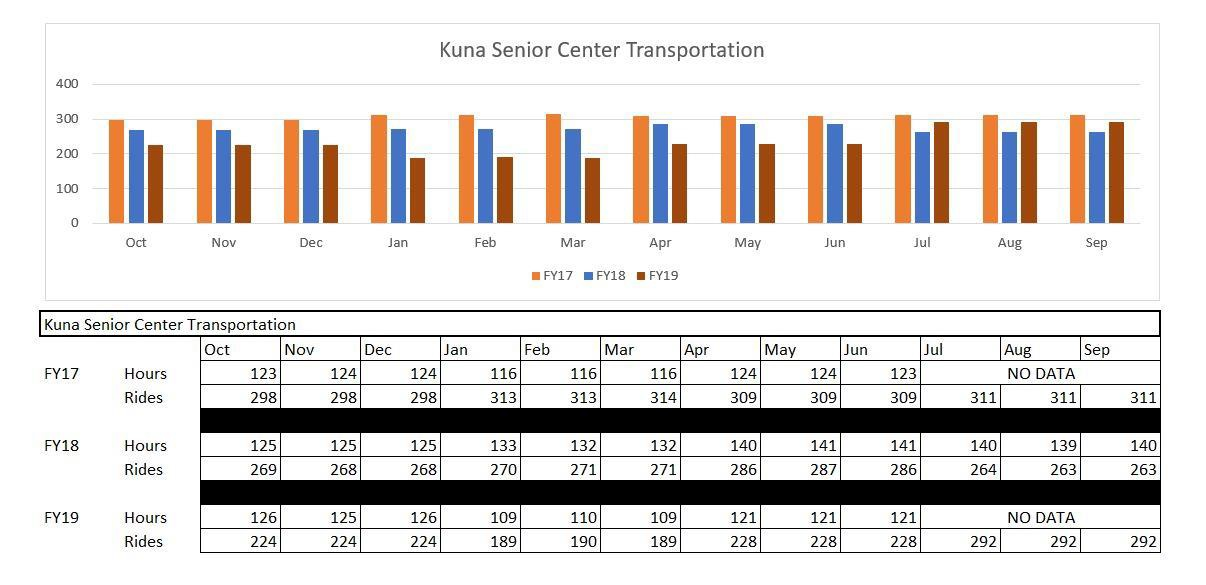 Kuna Senior Center Transportation
400
300
200
100
0
Oct Nov Dec Jan Feb Mar Apr May Jun Jul Aug Sep
FY17 FY18 FY19
Kuna Senior Center Transportation
Oct Nov Dec Jan Feb Mar Apr May Jun Jul Aug Sep
FY17 Hours 123 124 124 116 116 116 124 124 123 NO DATA
Rides 298 298 298 313 313 314 309 309 309 311 311 311
FY18 Hours 125 125 125 133 132 132 140 141 141 140 139 140
Rides 269 268 268 270 271 271 286 287 286 264 263 263
FY19 Hours 126 125 126 109 110 109 121 121 121 NO DATA
Rides 224 224 224 189 190 189 228 228 228 292 292 292